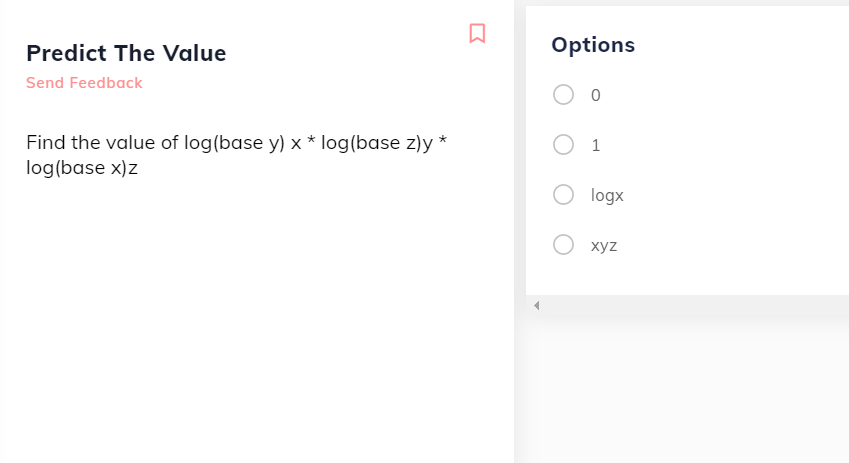 Predict The Value
Send Feedback
Find the value of log(base y) x * log(base z)y *
log(base x)z
Options
0
1
logx
xyz